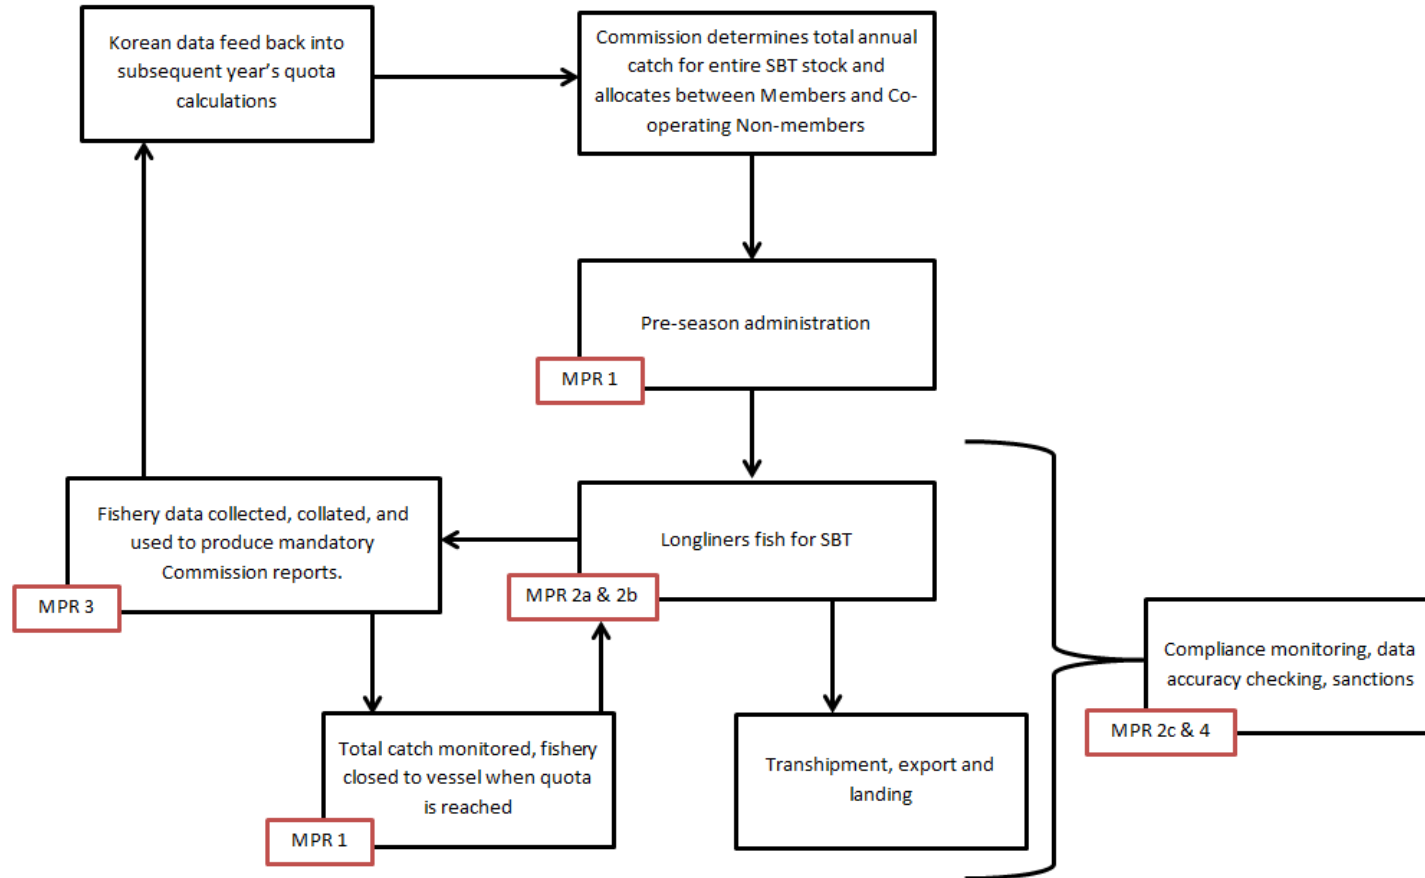 Korean data feed back into
subsequent year's quota
calculations
Commission determines total annual
catch for entire SBT stock and
allocates between Members and Co-
operating Non-members
Pre-season administration
MPR 1
Fishery data collected, collated, and
used to produce mandatory
Commission reports.
MPR 3
Longliners fish for SBT
MPR 2a & 2b
Total catch monitored, fishery
closed to vessel when quota
is reached
MPR 1
Transhipment, export and
landing
Compliance monitoring, data
accuracy checking, sanctions
MPR 2c & 4